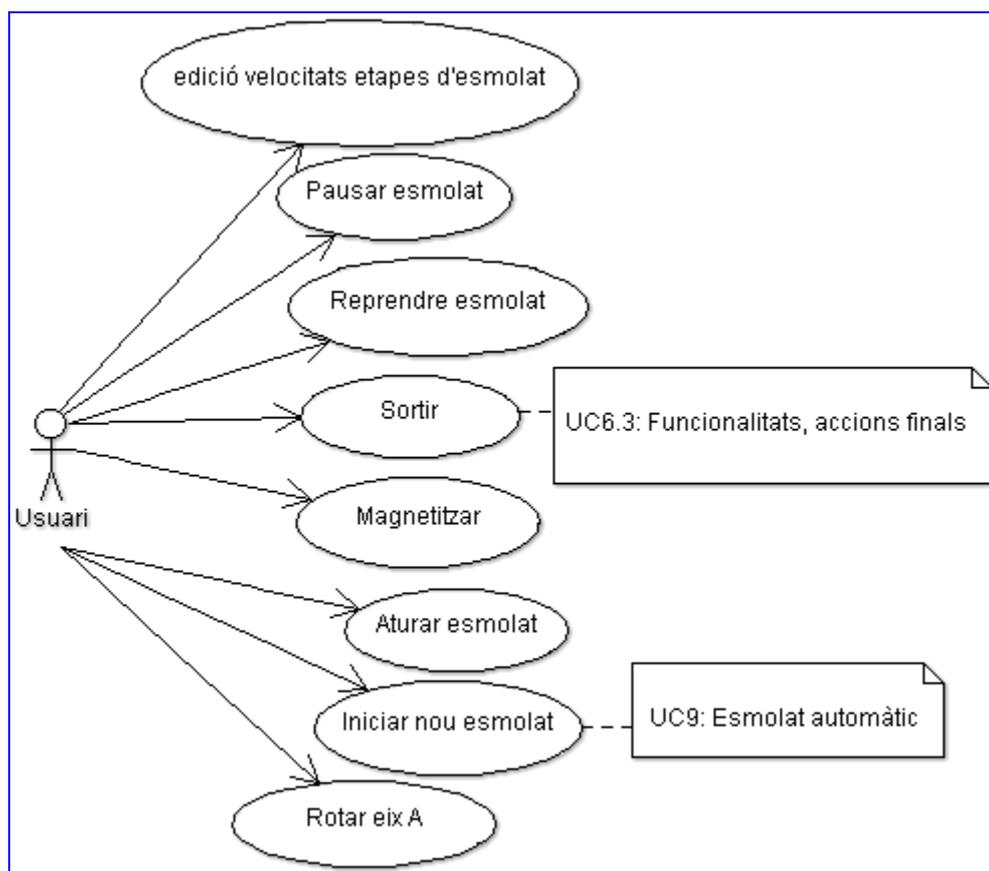 edició velocitats etapes d'esmolat
Pausar esmolat
Reprendre esmolat
Sortir
UC6.3: Funcionalitats, accions finals
Usuari
Magnetitzar
Aturar esmolat
Iniciar nou esmolat
UC9: Esmolat automàtic
Rotar eix A